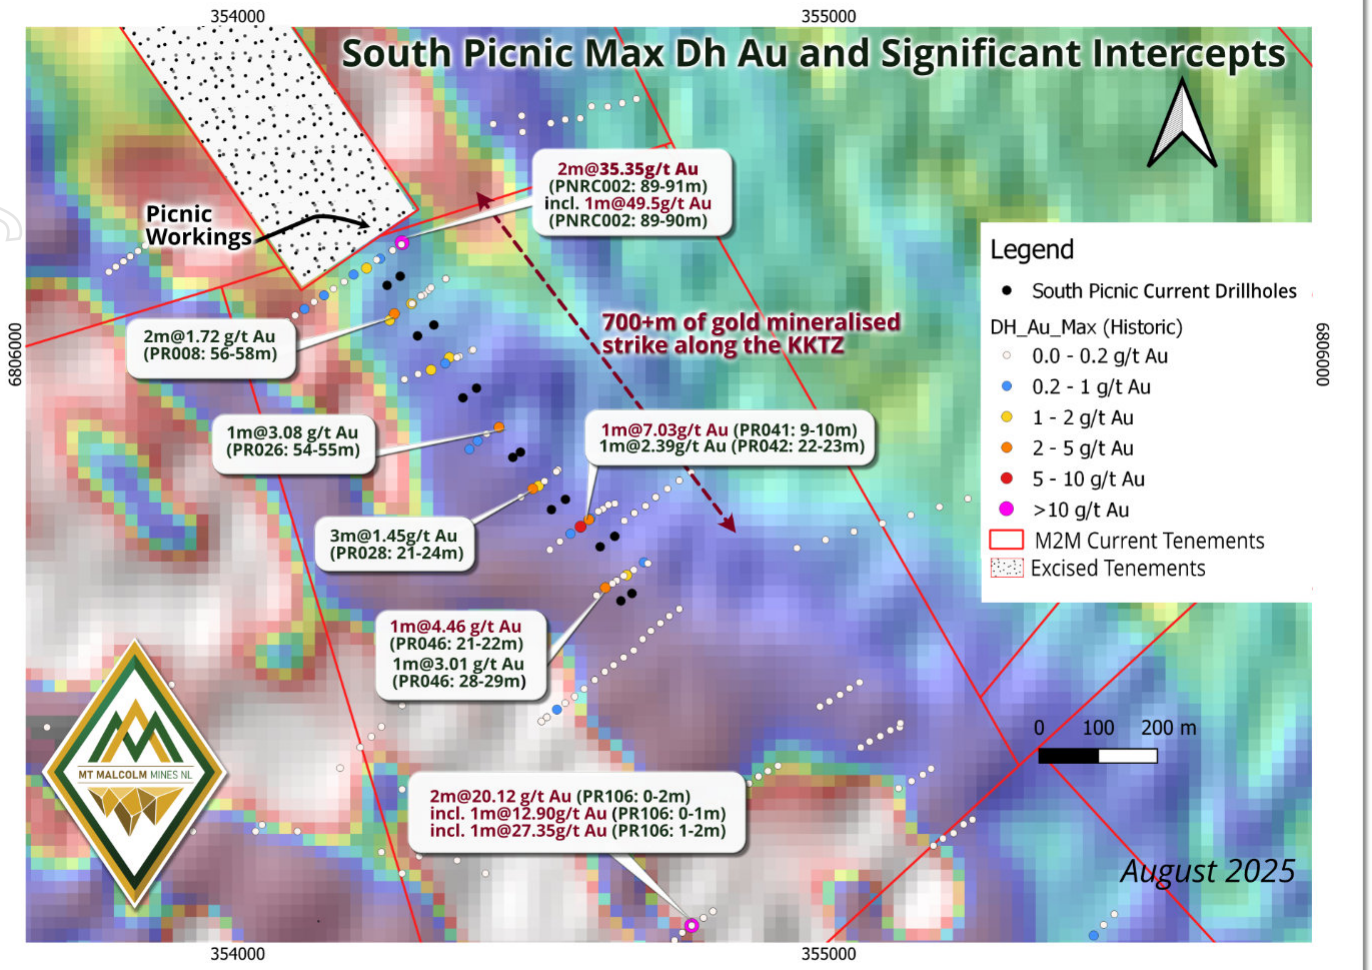 354000
355000
South Picnic Max Dh Au and Significant Intercepts
2m@35.35g/t Au
(PNRC002: 89-91m)
incl. 1m@49.5g/t Au
(PNRC002: 89-90m)
Picnic
Workings
Legend
South Picnic Current Drillholes
DH_Au_Max (Historic)
0.0 - 0.2 g/t Au
0.2 - 1 g/t Au
1 - 2 g/t Au
2 - 5 g/t Au
5 - 10 g/t Au
>10 g/t Au
M2M Current Tenements
Excised Tenements
700+m of gold mineralised
strike along the KKTZ
6806000
6806000
2m@1.72 g/t Au
(PR008: 56-58m)
1m@3.08 g/t Au
(PR026: 54-55m)
1m@7.03g/t Au (PR041: 9-10m)
1m@2.39g/t Au (PR042: 22-23m)
3m@1.45g/t Au
(PR028: 21-24m)
1m@4.46 g/t Au
(PR046: 21-22m)
1m@3.01 g/t Au
(PR046: 28-29m)
0 100 200 m
MT MALCOLM MINES NL
2m@20.12 g/t Au (PR106: 0-2m)
incl. 1m@12.90g/t Au (PR106: 0-1m)
incl. 1m@27.35g/t Au (PR106: 1-2m)
August 2025
354000
355000